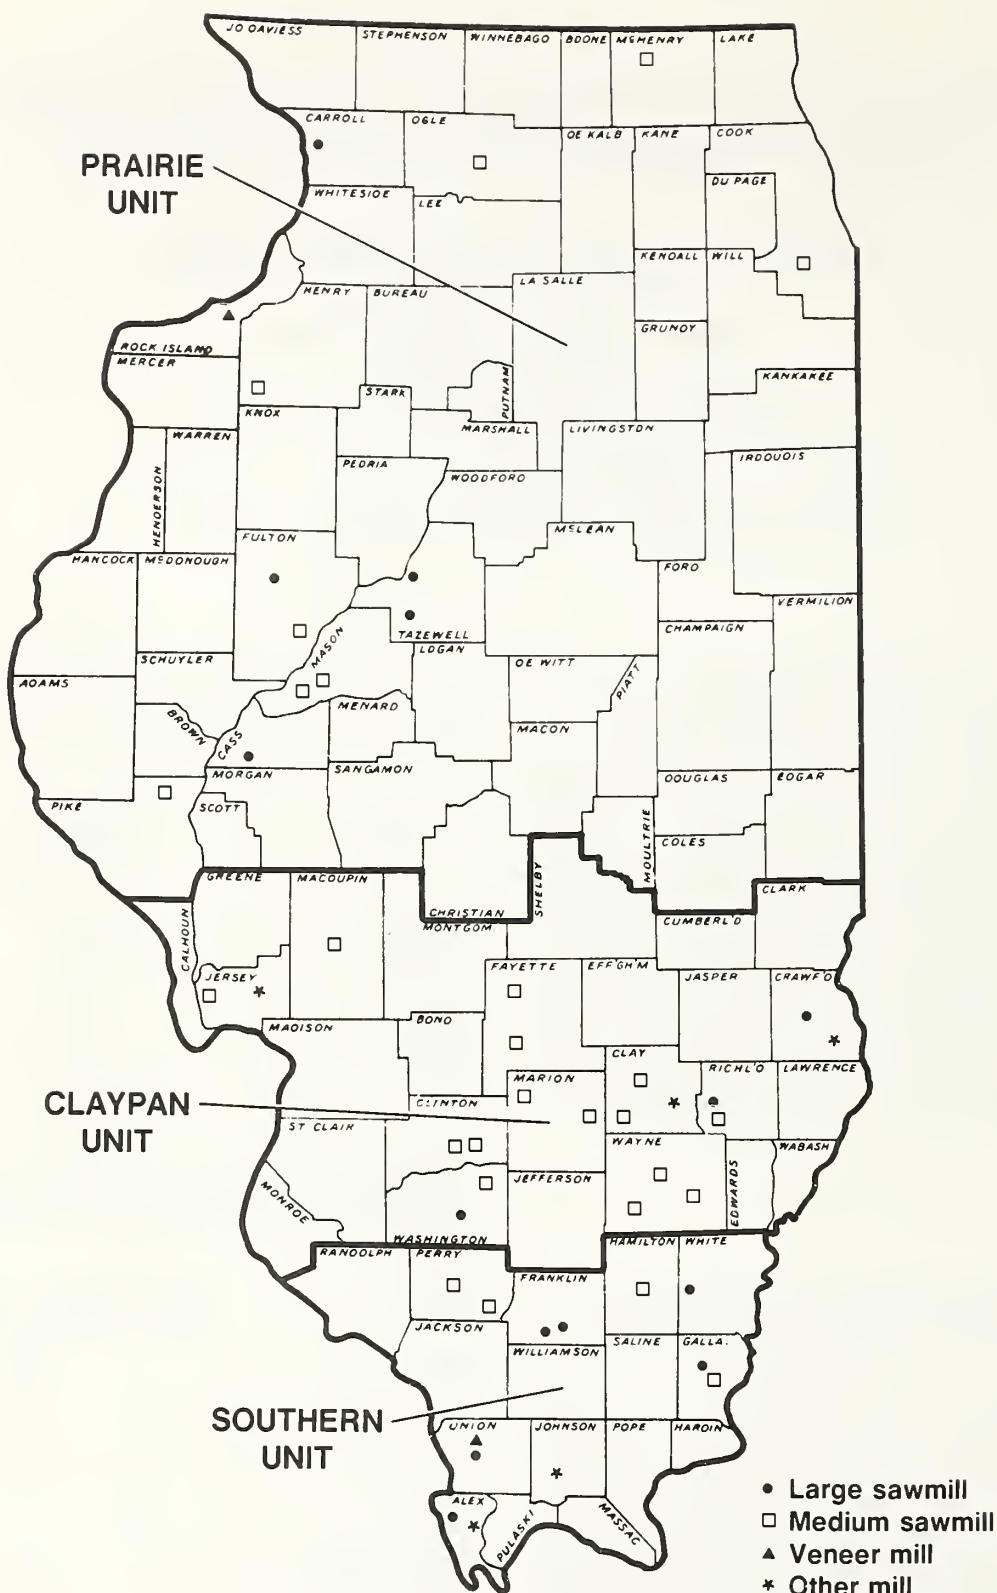 JO DAVIESS STEPHENSON WINNEBAGO BOONE McHENRY LAKE
CARROLL OGLE DE KALB KANE COOK
PRAIRIE
UNIT
WHITESIDE LEE DU PAGE
KENDALL WILL
HENRY BUREAU LA SALLE
GRUNDY
ROCK ISLAND
MERCER
STARK PUTNAM KANKAKEE
KNOX
MARSHALL LIVINGSTON
WARREN
HENDERSON PEORIA WOODFORD IROQUOIS
McLEAN
FULTON
HANCOCK McDONOUGH FORD
VERMILION
MASON TAZEWELL CHAMPAIGN
LOGAN
SCHUYLER DE WITT PIATT
ADAMS
BROWN CASS MENARD MACON
MORGAN SANGAMON DOUGLAS EDGAR
PIKE SCOTT
MOULTRIE COLES
GREENE MACOUPIN SHELBY CLARK
CHRISTIAN CUMBERL'D
MONTGOM.
CALHOUN
JERSEY FAYETTE EFF'GH'M JASPER CRAWF'D
MADISON BOND
CLAY
RICHL'D LAWRENCE
MARION
CLAYPAN
UNIT
CLINTON
ST CLAIR WAYNE
WABASH
MONROE JEFFERSON EDWARDS
WASHINGTON HAMILTON WHITE
RANDOLPH PERRY
FRANKLIN
JACKSON
WILLIAMSON SALINE GALLA.
SOUTHERN
UNIT
UNION JOHNSON POPE HARDIN
ALEX PULASKI MASSAC
● Large sawmill
□ Medium sawmill
▲ Veneer mill
* Other mill